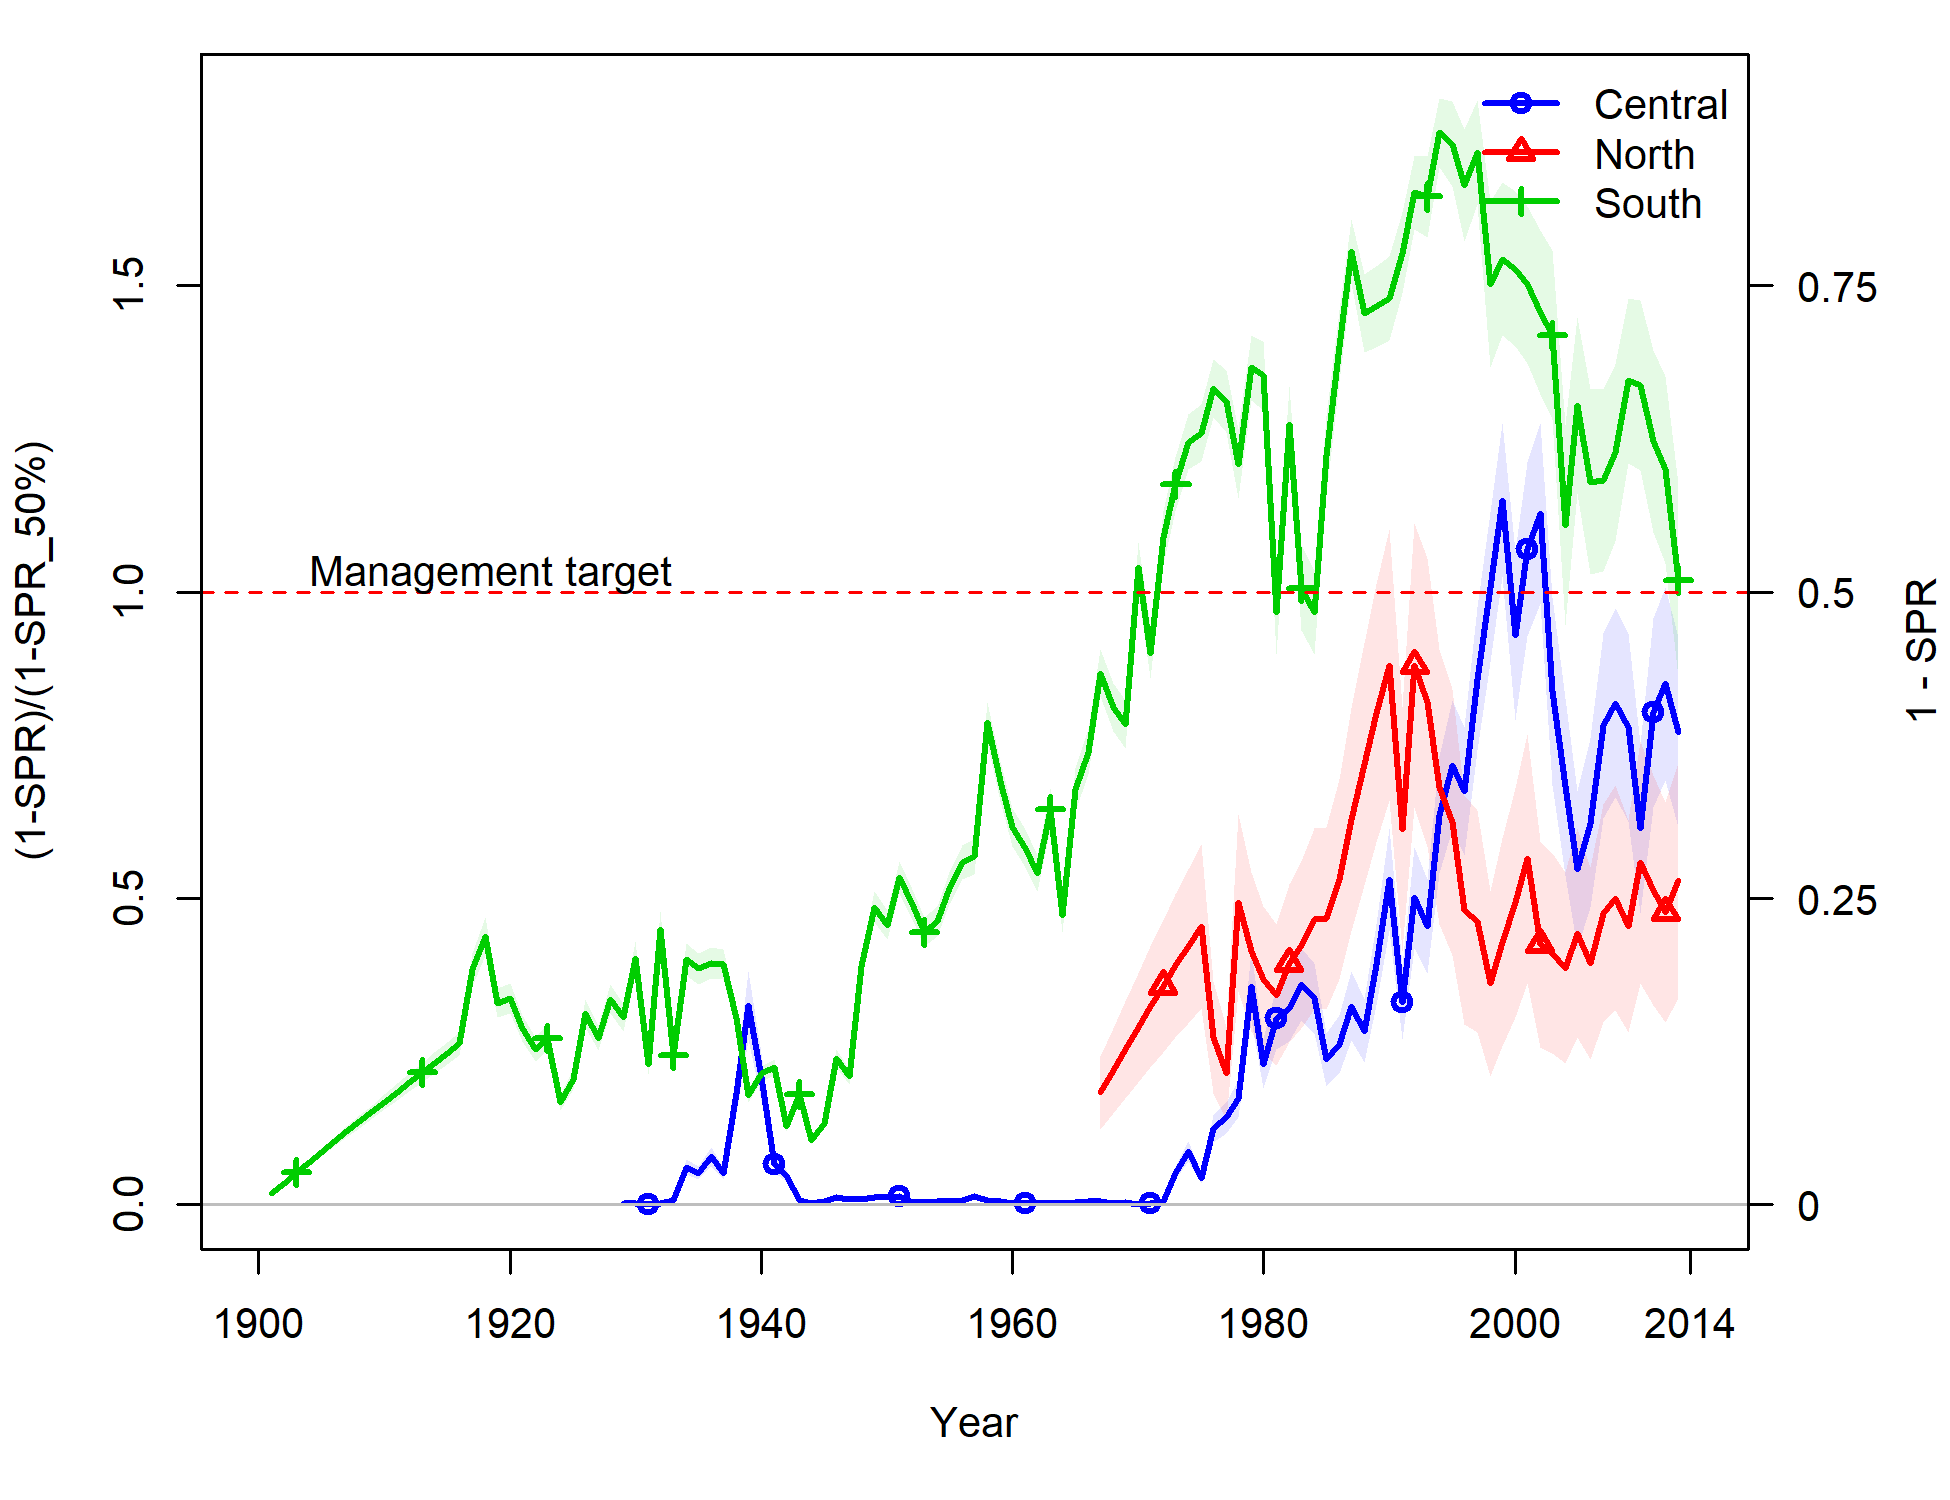 Central
North
South
Management target
(1-SPR)/(1-SPR_50%)
0.0
0.5
1.0
1.5
1 - SPR
0
0.25
0.5
0.75
1900
1920
1940
1960
1980
2000
2014
Year